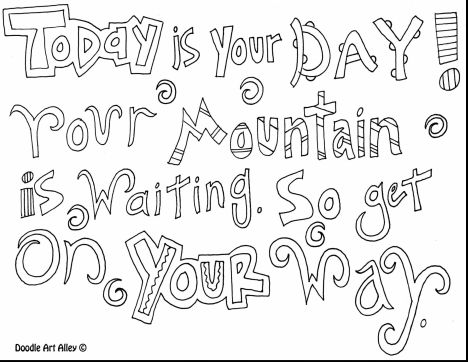 Today is your DAY!
Your Mountain
is Waiting. So get
On Your Way.
Doodle Art Alley ©